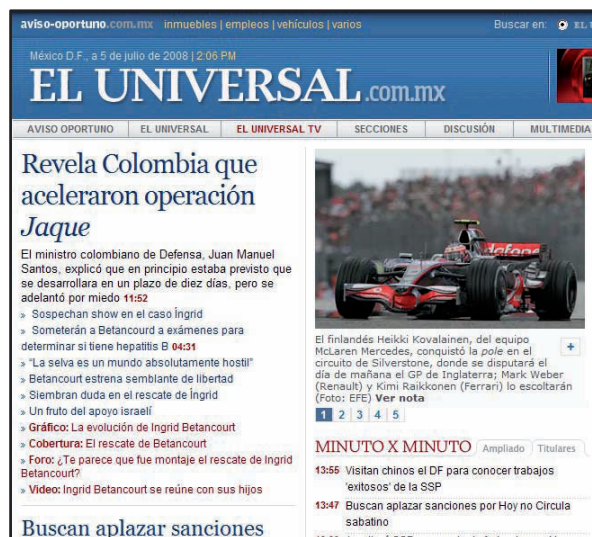 aviso-oportuno.com.mx inmuebles | empleos | vehículos | varios Buscar en: EL
México D.F., a 5 de julio de 2008 | 2:06 PM
EL UNIVERSAL.com.mx
AVISO OPORTUNO EL UNIVERSAL EL UNIVERSAL TV SECCIONES DISCUSIÓN MULTIMEDIA
Revela Colombia que
aceleraron operación
Jaque
El ministro colombiano de Defensa, Juan Manuel
Santos, explicó que en principio estaba previsto que
se desarrollara en un plazo de diez días, pero se
adelantó por miedo 11:52
» Sospechan show en el caso Íngrid
» Someterán a Betancourd a exámenes para
determinar si tiene hepatitis B 04:31
» "La selva es un mundo absolutamente hostil"
» Betancourt estrena semblante de libertad
» Siembran duda en el rescate de Íngrid
» Un fruto del apoyo israelí
» Gráfico: La evolución de Ingrid Betancourt
» Cobertura: El rescate de Betancourt
» Foro: ¿Te parece que fue montaje el rescate de Ingrid
Betancourt?
» Video: Ingrid Betancourt se reúne con sus hijos
Buscan aplazar sanciones
vodafone
El finlandés Heikki Kovalainen, del equipo
McLaren Mercedes, conquistó la pole en el
circuito de Silverstone, donde se disputará el
día de mañana el GP de Inglaterra; Mark Weber
(Renault) y Kimi Raikkonen (Ferrari) lo escoltarán
(Foto: EFE) Ver nota
+
1 2 3 4 5
MINUTO X MINUTO Ampliado | Titulares
13:55 Visitan chinos el DF para conocer trabajos
'exitosos' de la SSP
13:47 Buscan aplazar sanciones por Hoy no Circula
sabatino